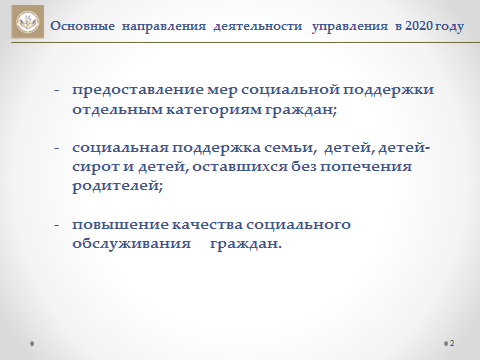 Основные направления деятельности управления в 2020 году
- предоставление мер социальной поддержки
отдельным категориям граждан;
- социальная поддержка семьи, детей, детей-
сирот и детей, оставшихся без попечения
родителей;
- повышение качества социального
обслуживания граждан.
2